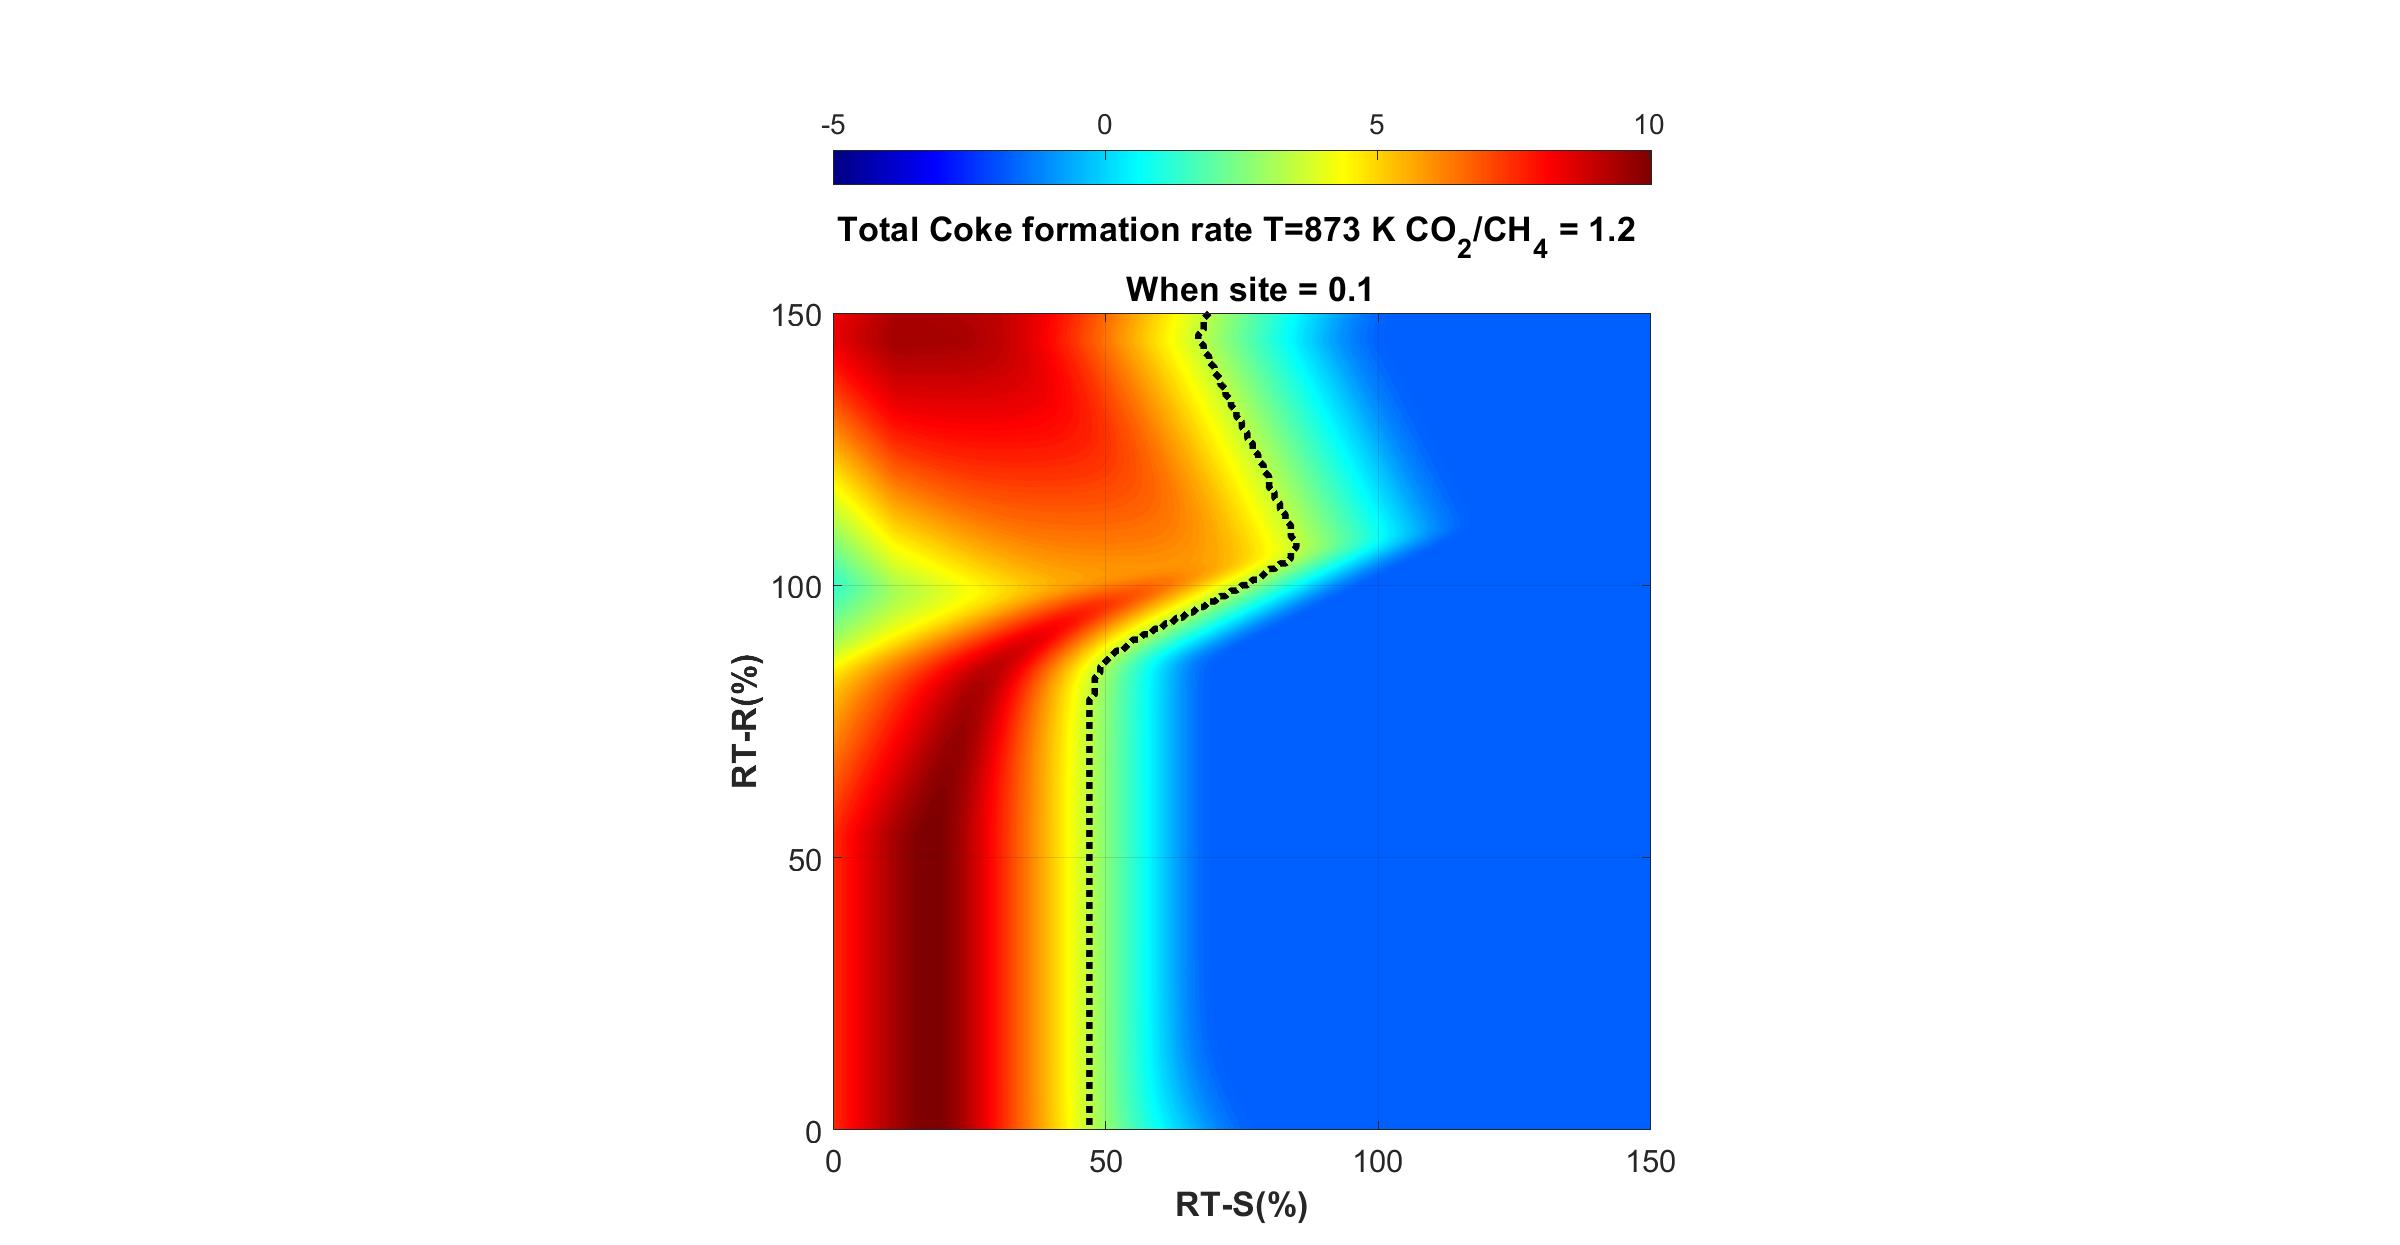 -5 0 5 10
Total Coke formation rate T=873 K CO2/CH4 = 1.2
When site = 0.1
150
100
50
0
RT-R(%)
0 50 100 150
RT-S(%)